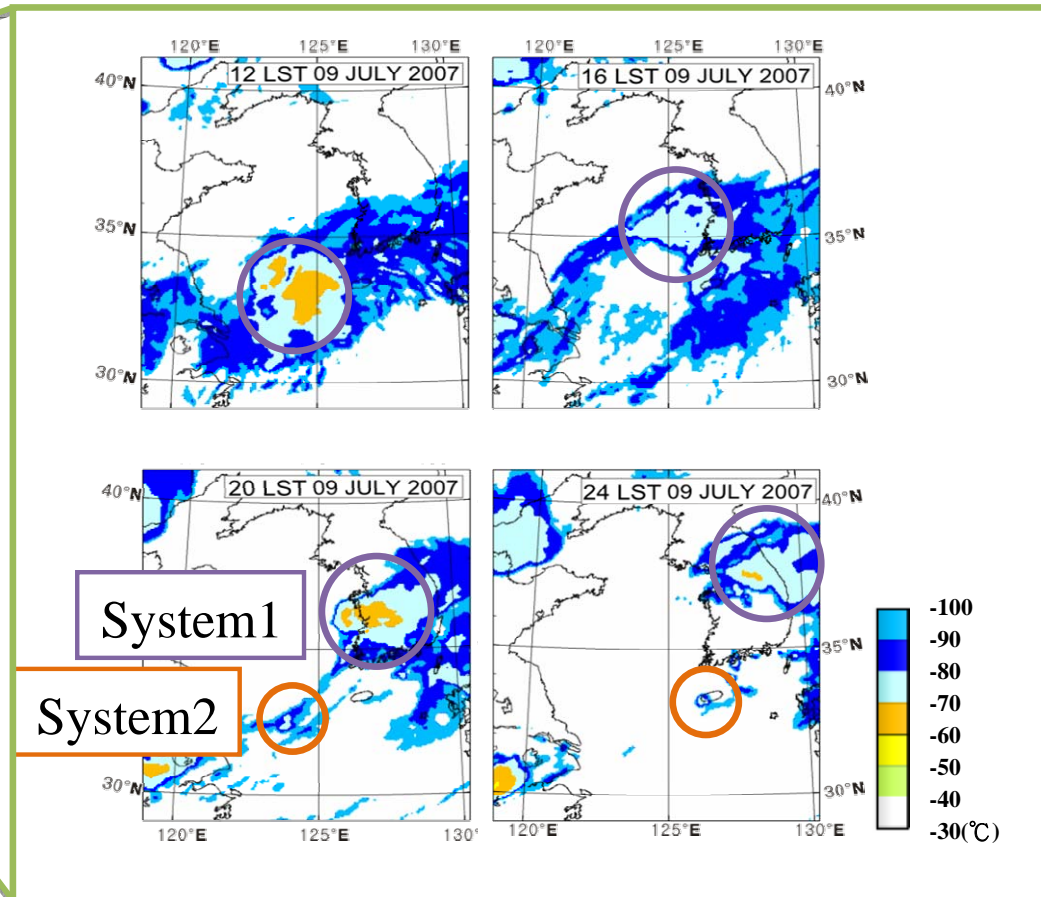 120°E 125°E 130°E 120°E 125°E 130°E
12 LST 09 JULY 2007
16 LST 09 JULY 2007
40°N 40°N
35°N 35°N
30°N 30°N
20 LST 09 JULY 2007
24 LST 09 JULY 2007
40°N 40°N
System1
35°N
System2
30°N 30°N
120°E 125°E 130° 120°E 125°E 130°E
-100
-90
-80
-70
-60
-50
-40
-30(℃)